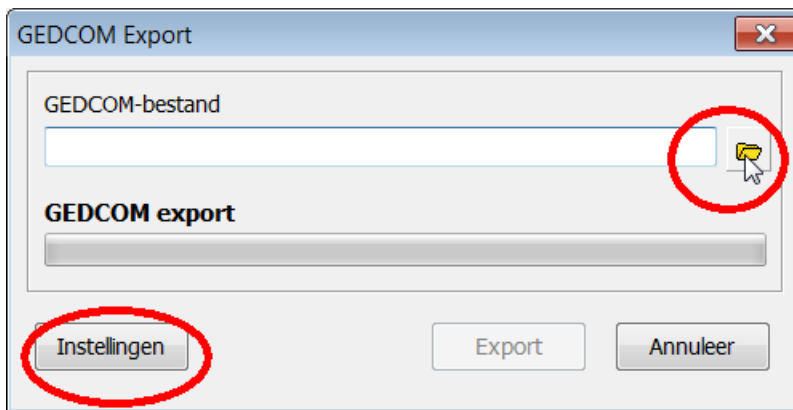 GEDCOM Export
GEDCOM-bestand
GEDCOM export
Instellingen
Export
Annuleer